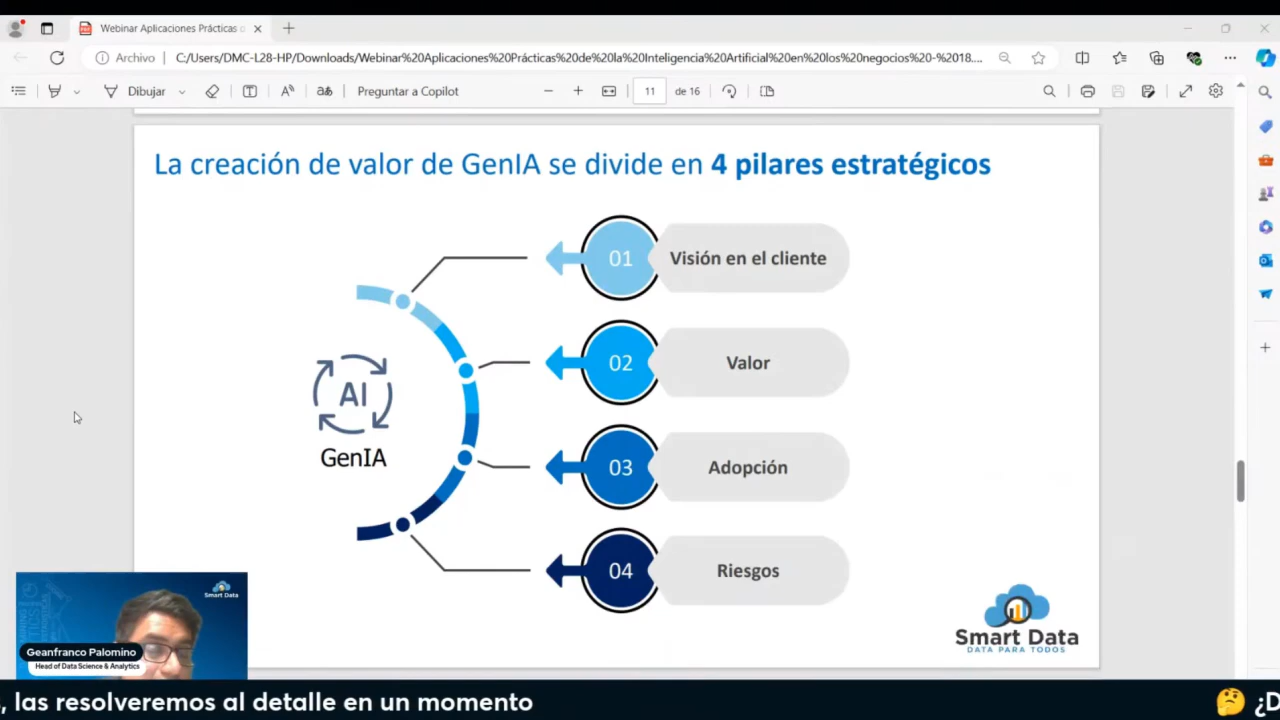 Webinar Aplicaciones Prácticas
Archivo
C:/Users/DMC-L28-HP/Downloads/Webinar%20Aplicaciones%20Prácticas%20de%20la%20Inteligencia%20Artificial%20en%20los%20negocios%20-%2018....
Dibujar
Preguntar a Copilot
11 de 16
La creación de valor de GenIA se divide en 4 pilares estratégicos
01 Visión en el cliente
02 Valor
AI
GenIA
03 Adopción
04 Riesgos
Smart Data
DATA PARA TODOS
Smart Data
Geanfranco Palomino
Head of Data Science & Analytics
, las resolveremos al detalle en un momento
🤔 ¿D